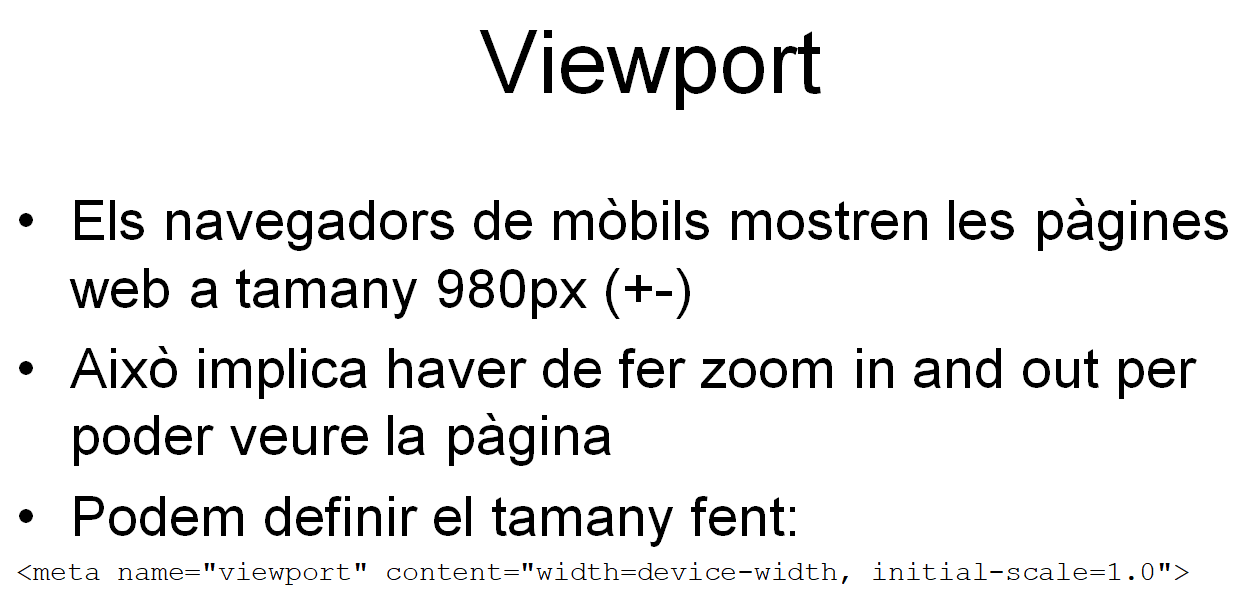 Viewport
• Els navegadors de mòbils mostren les pàgines
web a tamany 980px (+-)
• Això implica haver de fer zoom in and out per
poder veure la pàgina
• Podem definir el tamany fent:
<meta name="viewport" content="width=device-width, initial-scale=1.0">